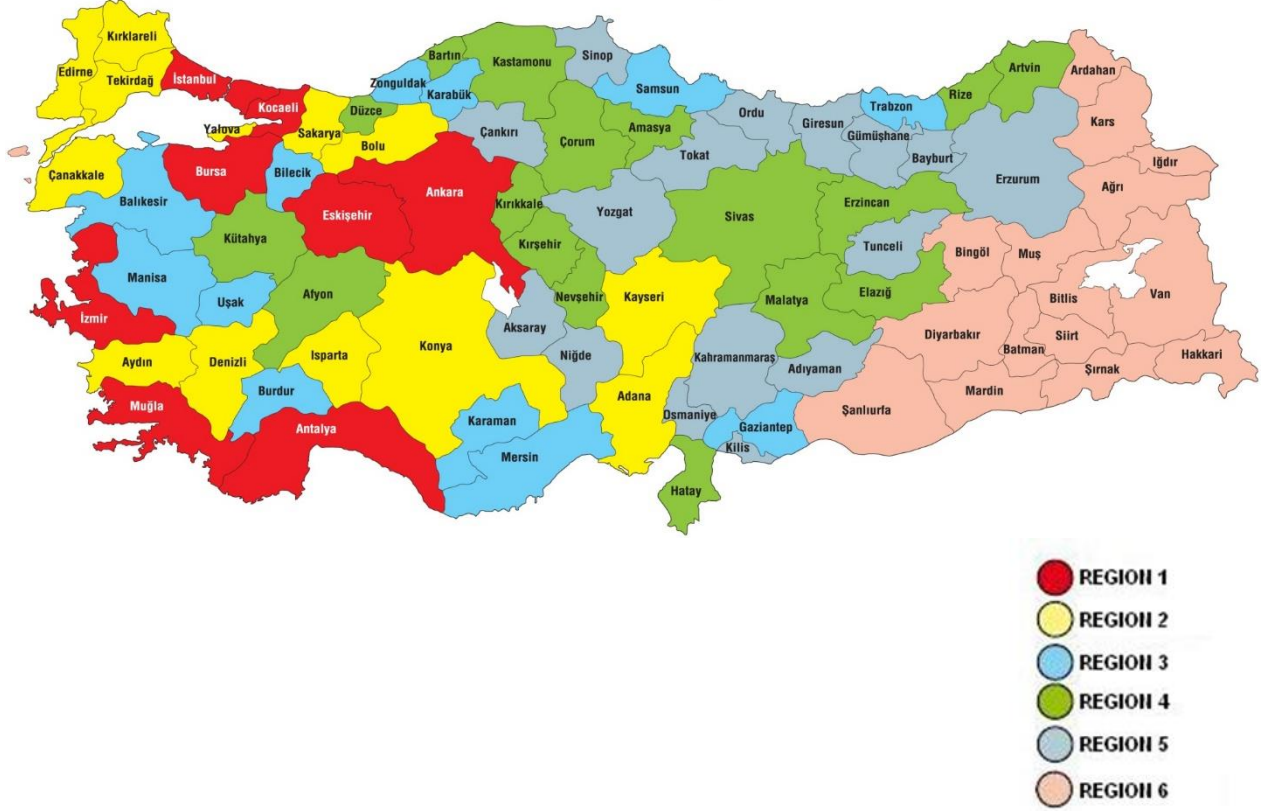 Kırklareli
Edirne
Tekirdağ
İstanbul
Kocaeli
Yalova
Sakarya
Düzce
Bolu
Zonguldak
Bartın
Karabük
Kastamonu
Sinop
Çankırı
Samsun
Çorum
Amasya
Tokat
Ordu
Giresun
Gümüşhane
Trabzon
Bayburt
Rize
Artvin
Ardahan
Kars
Iğdır
Ağrı
Erzurum
Çanakkale
Balıkesir
Bursa
Bilecik
Eskişehir
Ankara
Kırıkkale
Kırşehir
Yozgat
Sivas
Erzincan
Tunceli
Bingöl
Muş
Bitlis
Van
Kütahya
Manisa
Uşak
Afyon
İzmir
Aydın
Denizli
Isparta
Burdur
Konya
Aksaray
Nevşehir
Niğde
Kayseri
Malatya
Elazığ
Diyarbakır
Batman
Siirt
Şırnak
Hakkari
Mardin
Şanlıurfa
Adıyaman
Kahramanmaraş
Muğla
Antalya
Karaman
Mersin
Adana
Osmaniye
Gaziantep
Kilis
Hatay
REGION 1
REGION 2
REGION 3
REGION 4
REGION 5
REGION 6